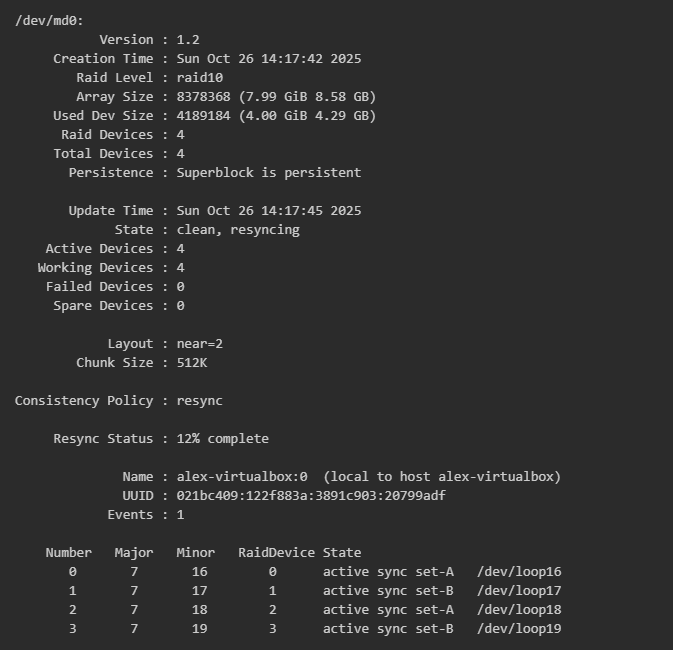 /dev/md0:
Version : 1.2
Creation Time : Sun Oct 26 14:17:42 2025
Raid Level : raid10
Array Size : 8378368 (7.99 GiB 8.58 GB)
Used Dev Size : 4189184 (4.00 GiB 4.29 GB)
Raid Devices : 4
Total Devices : 4
Persistence : Superblock is persistent
Update Time : Sun Oct 26 14:17:45 2025
State : clean, resyncing
Active Devices : 4
Working Devices : 4
Failed Devices : 0
Spare Devices : 0
Layout : near=2
Chunk Size : 512K
Consistency Policy : resync
Resync Status : 12% complete
Name : alex-virtualbox:0  (local to host alex-virtualbox)
UUID : 021bc409:122f883a:3891c903:20799adf
Events : 1
Number   Major   Minor   RaidDevice State
0       7       16        0      active sync set-A   /dev/loop16
1       7       17        1      active sync set-B   /dev/loop17
2       7       18        2      active sync set-A   /dev/loop18
3       7       19        3      active sync set-B   /dev/loop19